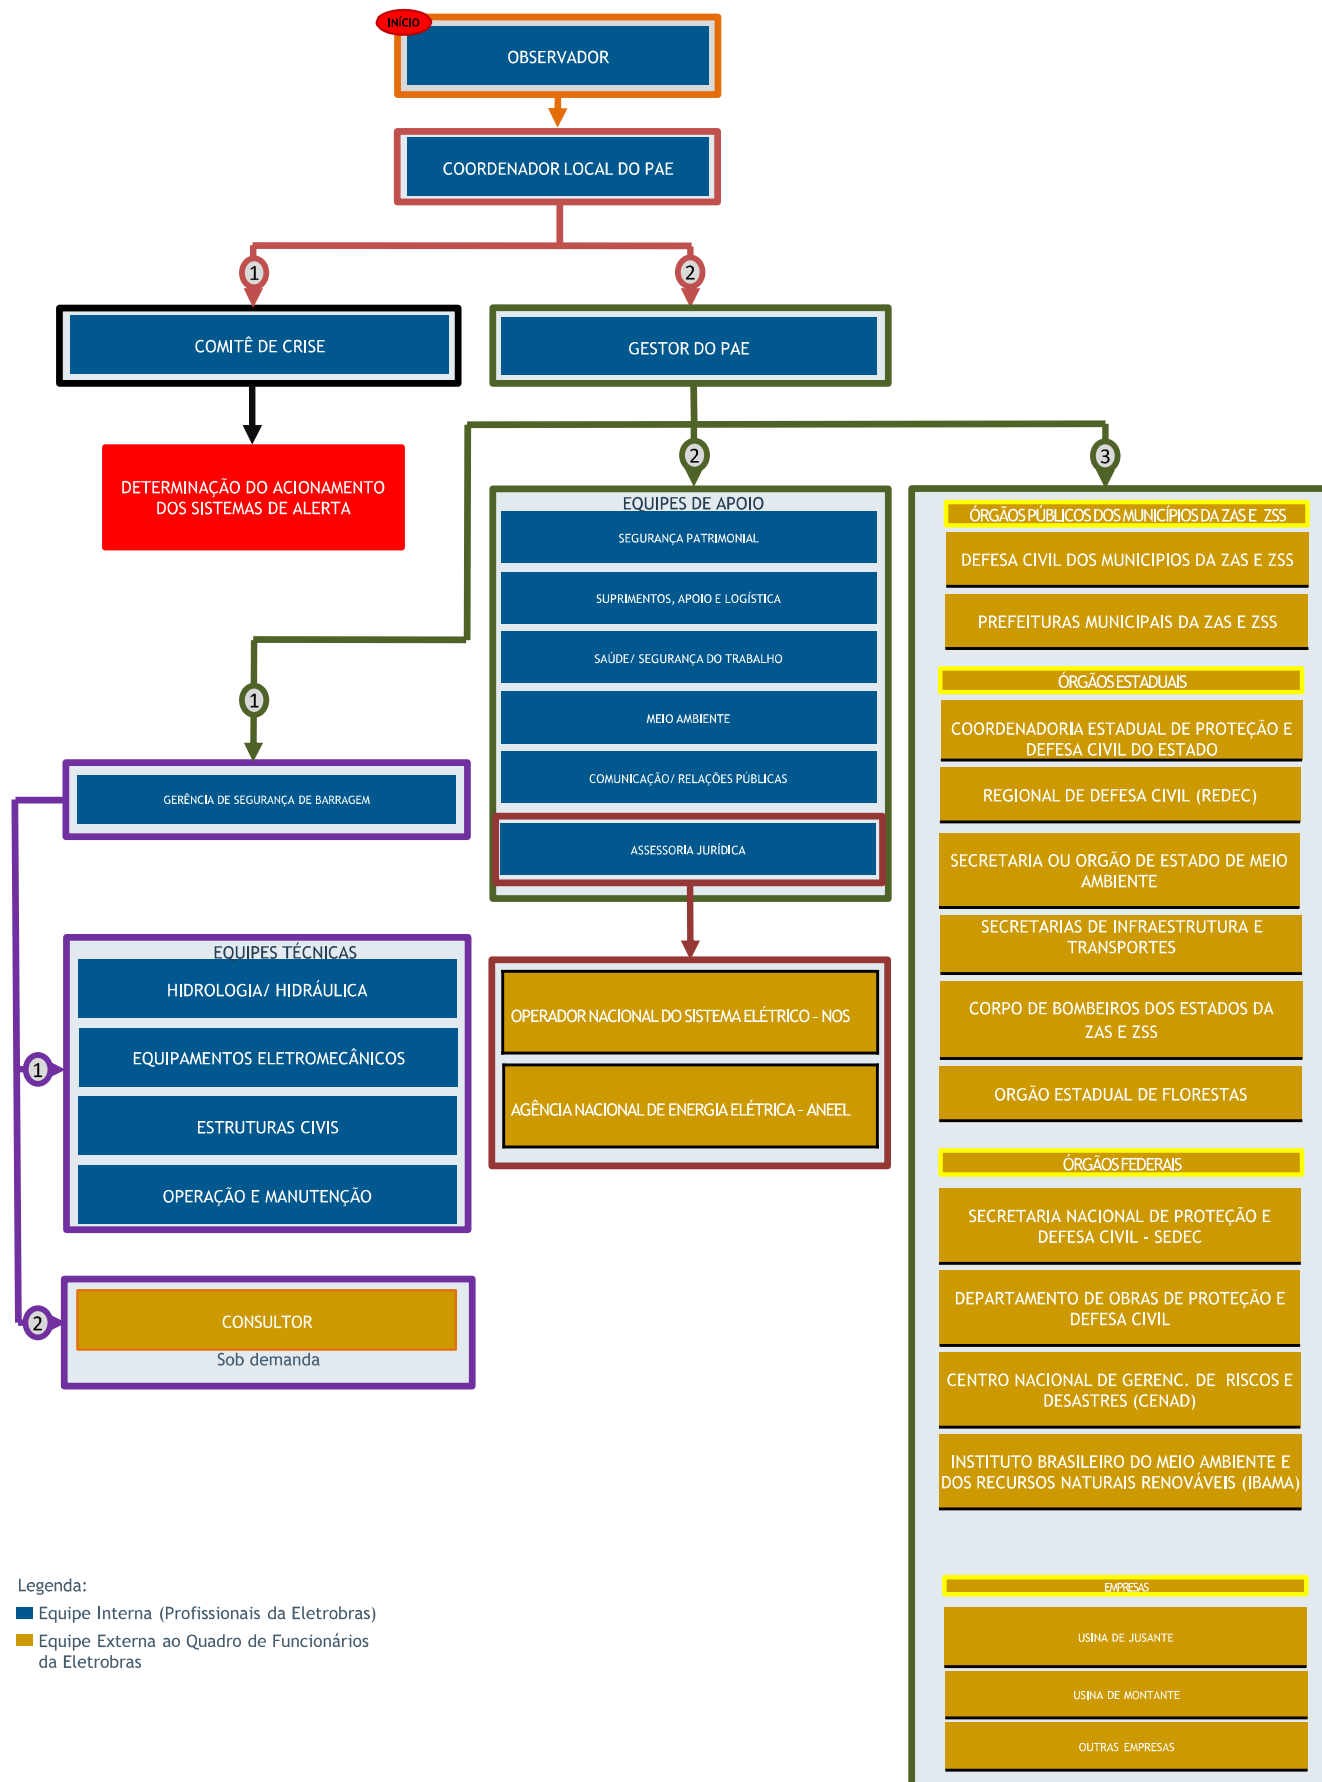 INÍCIO
OBSERVADOR
COORDENADOR LOCAL DO PAE
1
2
COMITÊ DE CRISE
GESTOR DO PAE
DETERMINAÇÃO DO ACIONAMENTO
DOS SISTEMAS DE ALERTA
2
3
EQUIPES DE APOIO
SEGURANÇA PATRIMONIAL
SUPRIMENTOS, APOIO E LOGÍSTICA
SAÚDE/ SEGURANÇA DO TRABALHO
MEIO AMBIENTE
COMUNICAÇÃO/ RELAÇÕES PÚBLICAS
ASSESSORIA JURÍDICA
1
GERÊNCIA DE SEGURANÇA DE BARRAGEM
EQUIPES TÉCNICAS
HIDROLOGIA/ HIDRÁULICA
EQUIPAMENTOS ELETROMECÂNICOS
ESTRUTURAS CIVIS
OPERAÇÃO E MANUTENÇÃO
1
2
CONSULTOR
Sob demanda
OPERADOR NACIONAL DO SISTEMA ELÉTRICO – NOS
AGÊNCIA NACIONAL DE ENERGIA ELÉTRICA – ANEEL
ÓRGÃOS PÚBLICOS DOS MUNICÍPIOS DA ZAS E ZSS
DEFESA CIVIL DOS MUNICIPIOS DA ZAS E ZSS
PREFEITURAS MUNICIPAIS DA ZAS E ZSS
ÓRGÃOS ESTADUAIS
COORDENADORIA ESTADUAL DE PROTEÇÃO E
DEFESA CIVIL DO ESTADO
REGIONAL DE DEFESA CIVIL (REDEC)
SECRETARIA OU ORGÃO DE ESTADO DE MEIO
AMBIENTE
SECRETARIAS DE INFRAESTRUTURA E
TRANSPORTES
CORPO DE BOMBEIROS DOS ESTADOS DA
ZAS E ZSS
ORGÃO ESTADUAL DE FLORESTAS
ÓRGÃOS FEDERAIS
SECRETARIA NACIONAL DE PROTEÇÃO E
DEFESA CIVIL - SEDEC
DEPARTAMENTO DE OBRAS DE PROTEÇÃO E
DEFESA CIVIL
CENTRO NACIONAL DE GERENC. DE RISCOS E
DESASTRES (CENAD)
INSTITUTO BRASILEIRO DO MEIO AMBIENTE E
DOS RECURSOS NATURAIS RENOVÁVEIS (IBAMA)
EMPRESAS
USINA DE JUSANTE
USINA DE MONTANTE
OUTRAS EMPRESAS
Legenda:
Equipe Interna (Profissionais da Eletrobras)
Equipe Externa ao Quadro de Funcionários
da Eletrobras